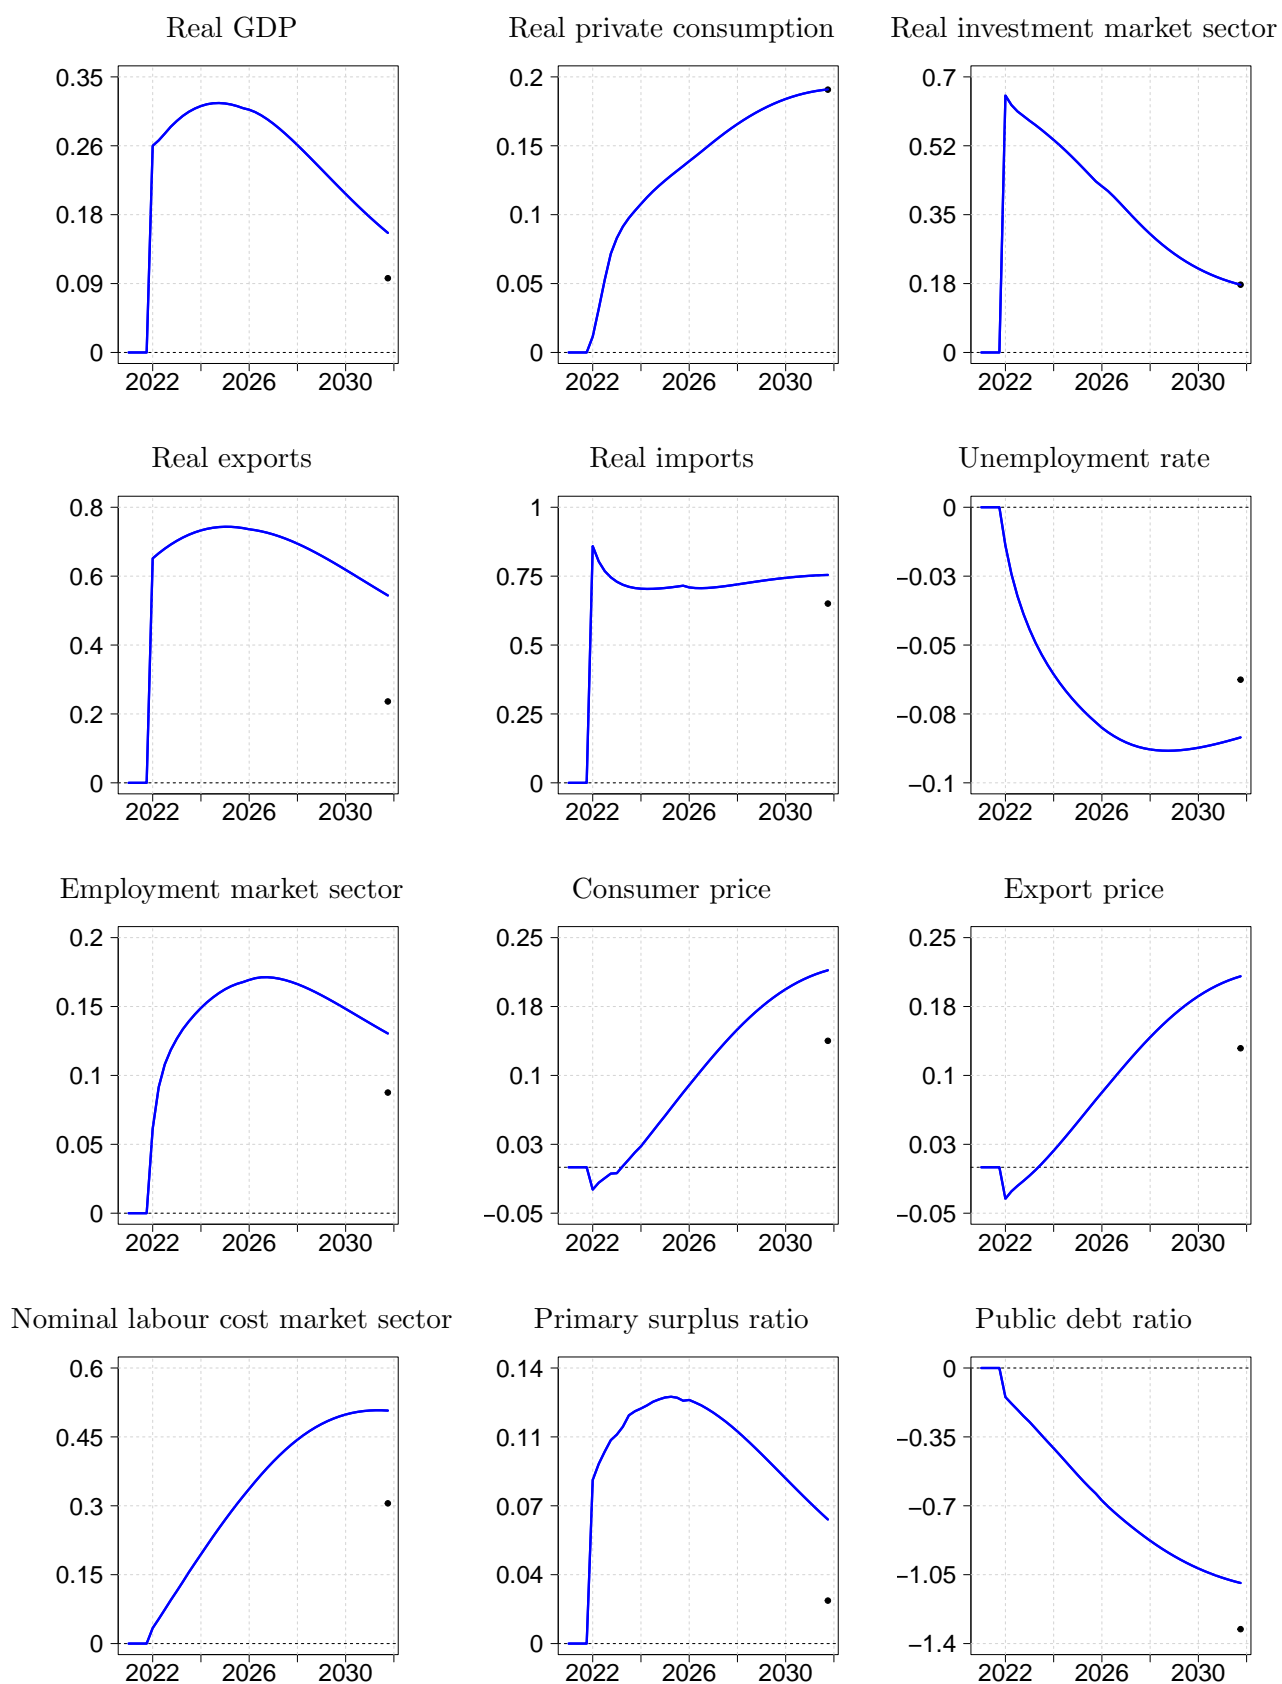 Real GDP
Real private consumption
Real investment market sector
0.35
0.26
0.18
0.09
0
2022 2026 2030
0.2
0.15
0.1
0.05
0
2022 2026 2030
0.7
0.52
0.35
0.18
0
2022 2026 2030
Real exports
Real imports
Unemployment rate
0.8
0.6
0.4
0.2
0
2022 2026 2030
1
0.75
0.5
0.25
0
2022 2026 2030
0
−0.03
−0.05
−0.08
−0.1
2022 2026 2030
Employment market sector
Consumer price
Export price
0.2
0.15
0.1
0.05
0
2022 2026 2030
0.25
0.18
0.1
0.03
−0.05
2022 2026 2030
0.25
0.18
0.1
0.03
−0.05
2022 2026 2030
Nominal labour cost market sector
Primary surplus ratio
Public debt ratio
0.6
0.45
0.3
0.15
0
2022 2026 2030
0.14
0.11
0.07
0.04
0
2022 2026 2030
0
−0.35
−0.7
−1.05
−1.4
2022 2026 2030